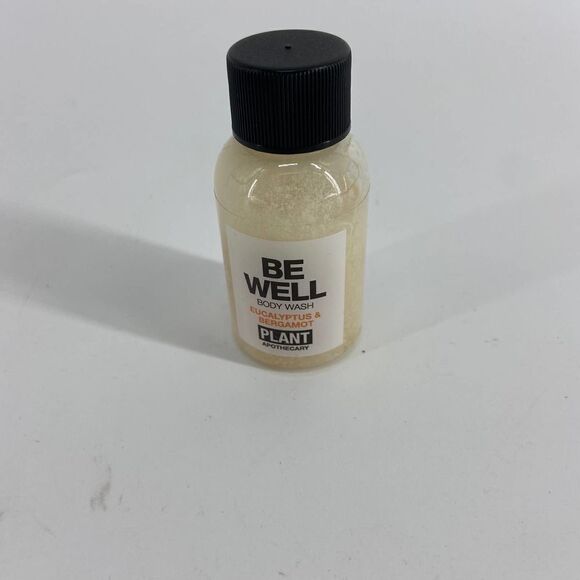 BE
WELL
BODY WASH
EUCALYPTUS &
BERGAMOT
PLANT
APOTHECARY